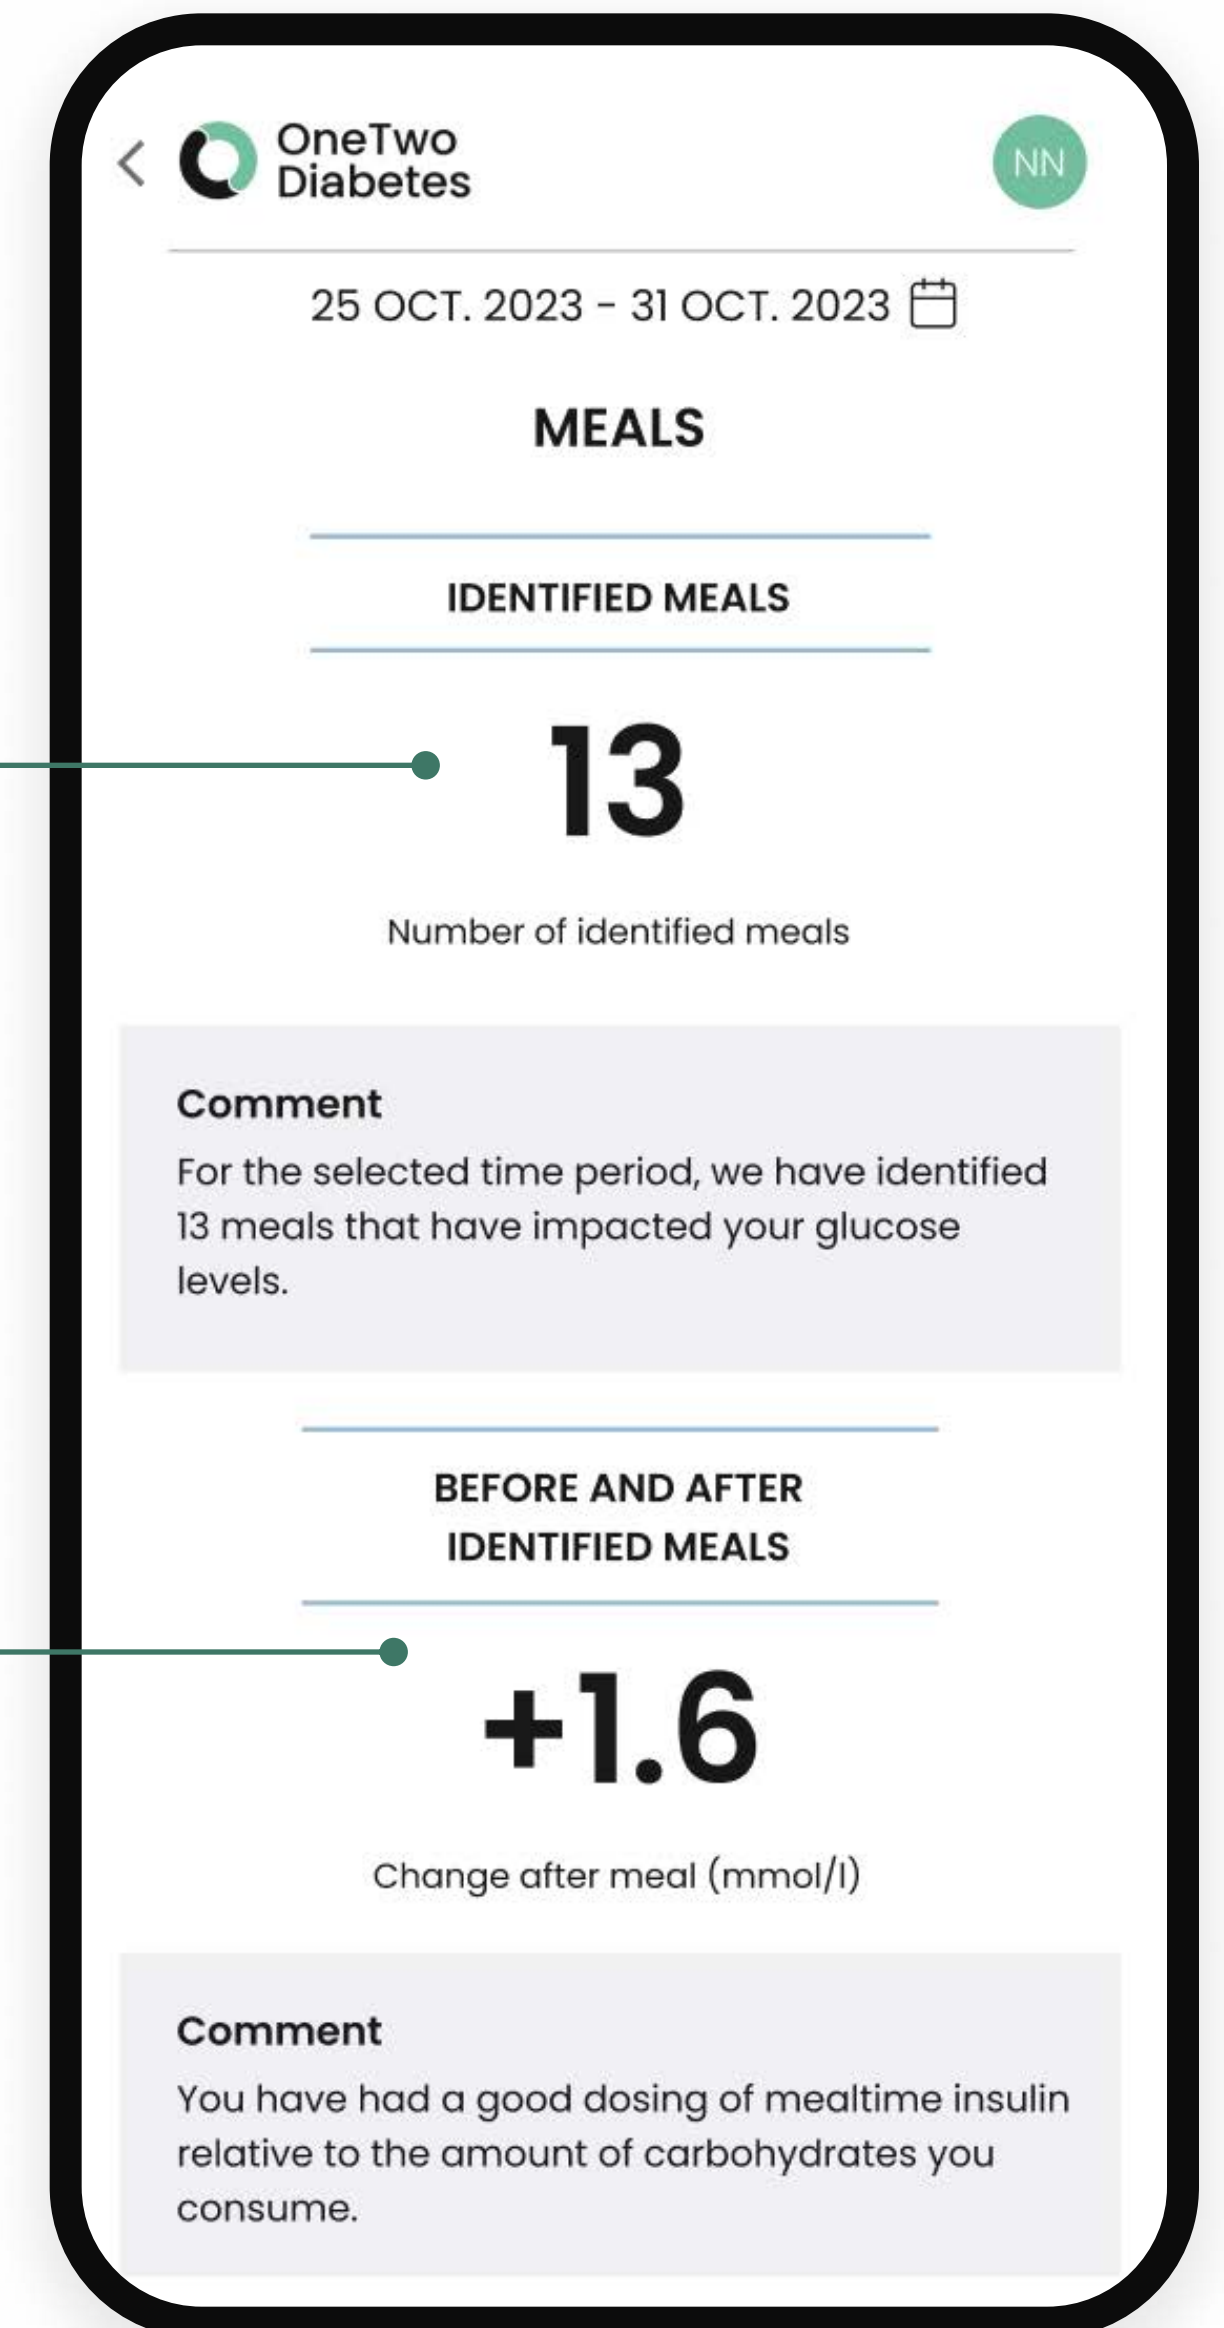 OneTwo
Diabetes
NN
25 OCT. 2023 - 31 OCT. 2023
MEALS
IDENTIFIED MEALS
13
Number of identified meals
Comment
For the selected time period, we have identified
13 meals that have impacted your glucose
levels.
BEFORE AND AFTER
IDENTIFIED MEALS
+1.6
Change after meal (mmol/l)
Comment
You have had a good dosing of mealtime insulin
relative to the amount of carbohydrates you
consume.